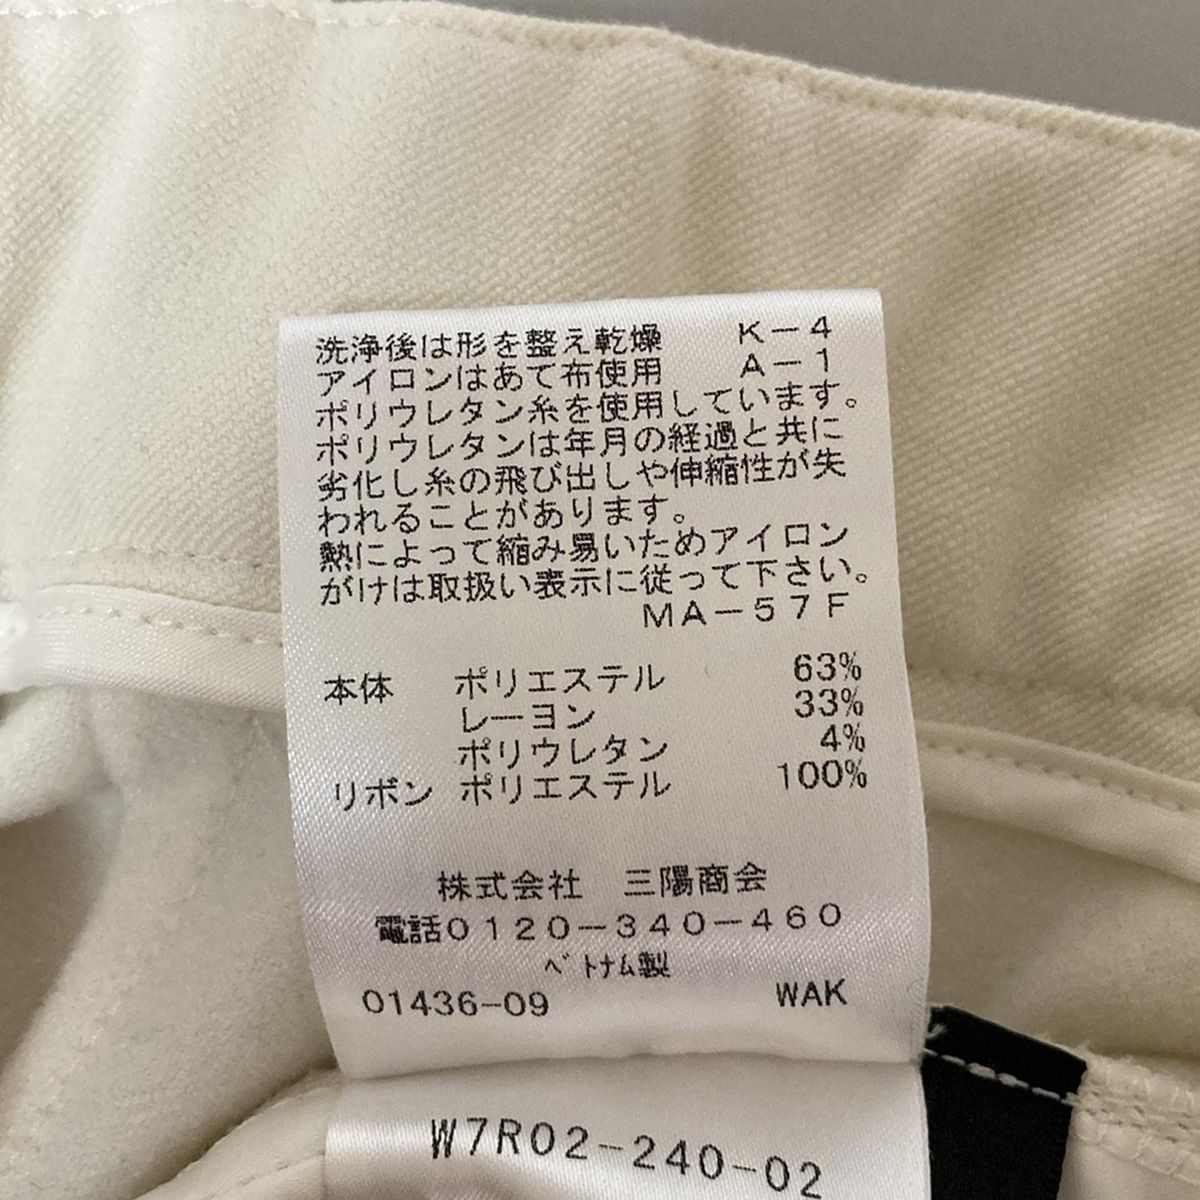 洗浄後は形を整え乾燥 K-4
アイロンはあて布使用 A-1
ポリウレタン糸を使用しています。
ポリウレタンは年月の経過と共に
劣化し糸の飛び出しや伸縮性が失
われることがあります。
熱によって縮み易いためアイロン
がけは取扱い表示に従って下さい。
MA-57F
本体 ポリエステル 63%
レーヨン 33%
ポリウレタン 4%
リボン ポリエステル 100%
株式会社 三陽商会
電話0120-340-460
ベトナム製
01436-09 WAK
W7R02-240-02